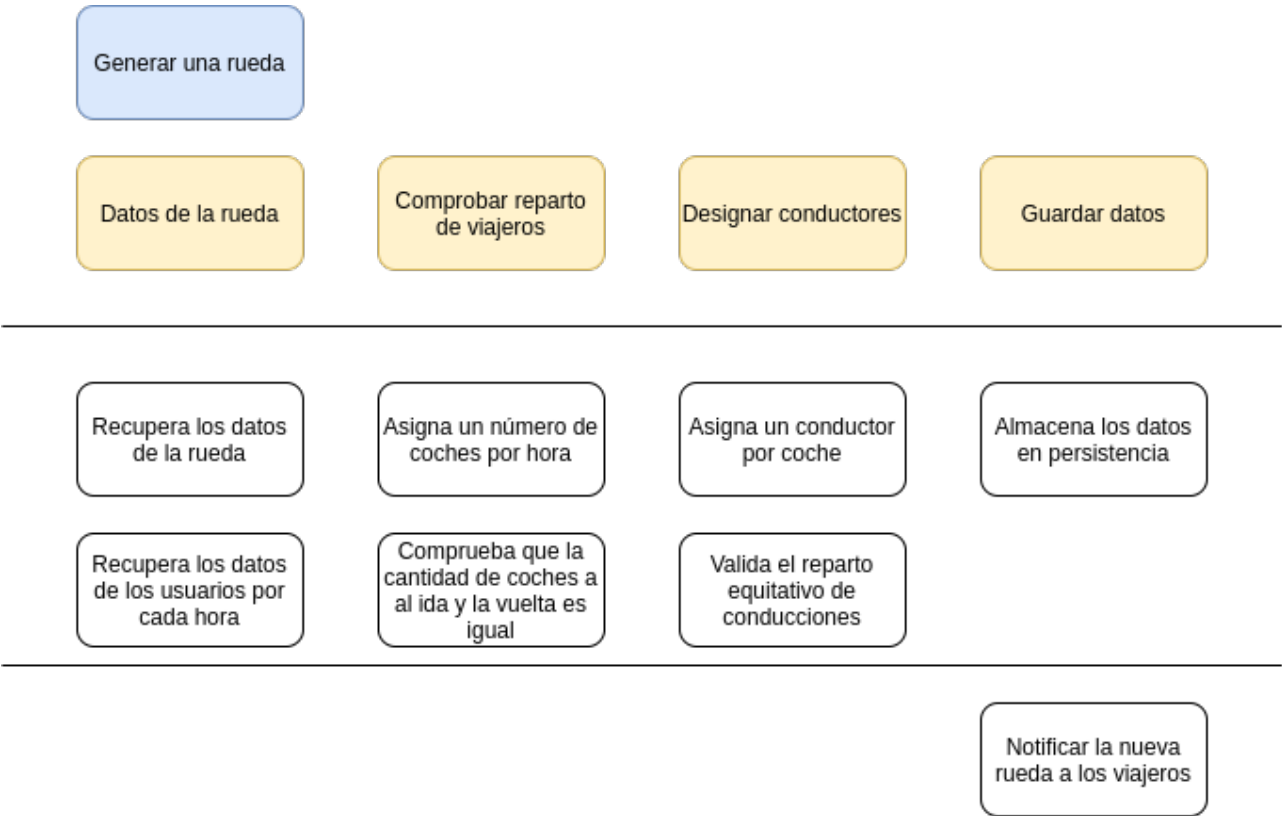 Generar una rueda
Datos de la rueda
Comprobar reparto
de viajeros
Designar conductores
Guardar datos
Recupera los datos
de la rueda
Asigna un número de
coches por hora
Asigna un conductor
por coche
Almacena los datos
en persistencia
Recupera los datos
de los usuarios por
cada hora
Comprueba que la
cantidad de coches a
al ida y la vuelta es
igual
Valida el reparto
equitativo de
conducciones
Notificar la nueva
rueda a los viajeros